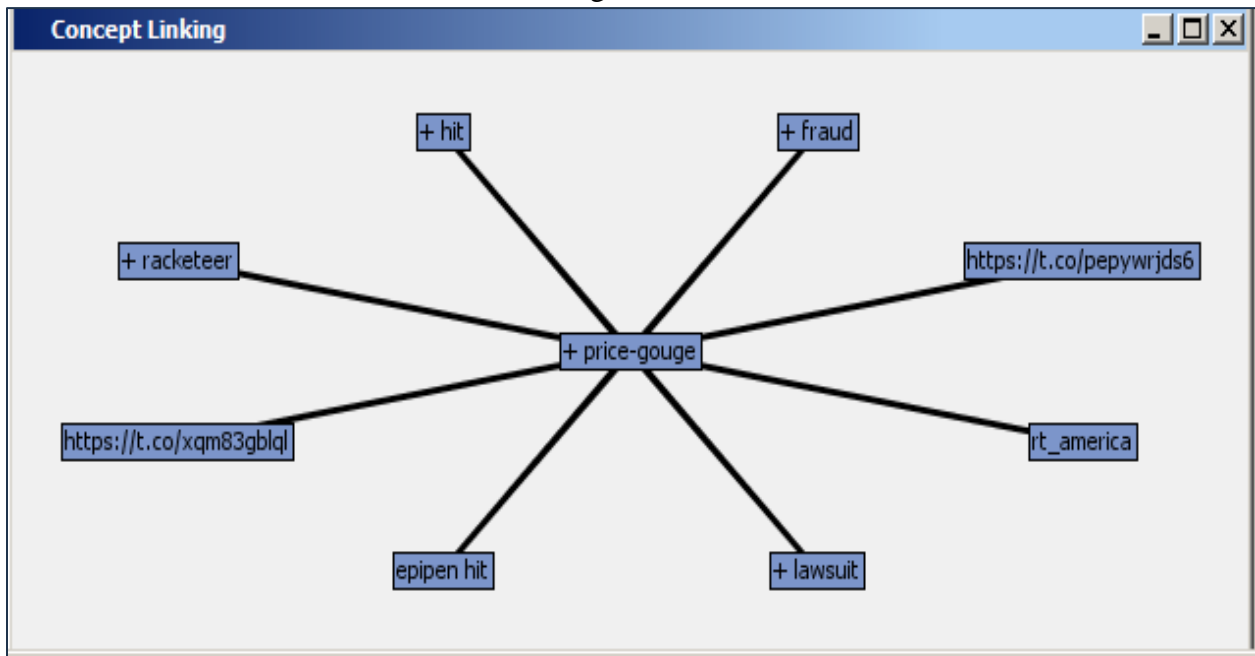 Concept Linking
+ hit
+ fraud
+ racketeer
https://t.co/pepywrjds6
+ price-gouge
https://t.co/xqm83gblql
rt_america
epipen hit
+ lawsuit